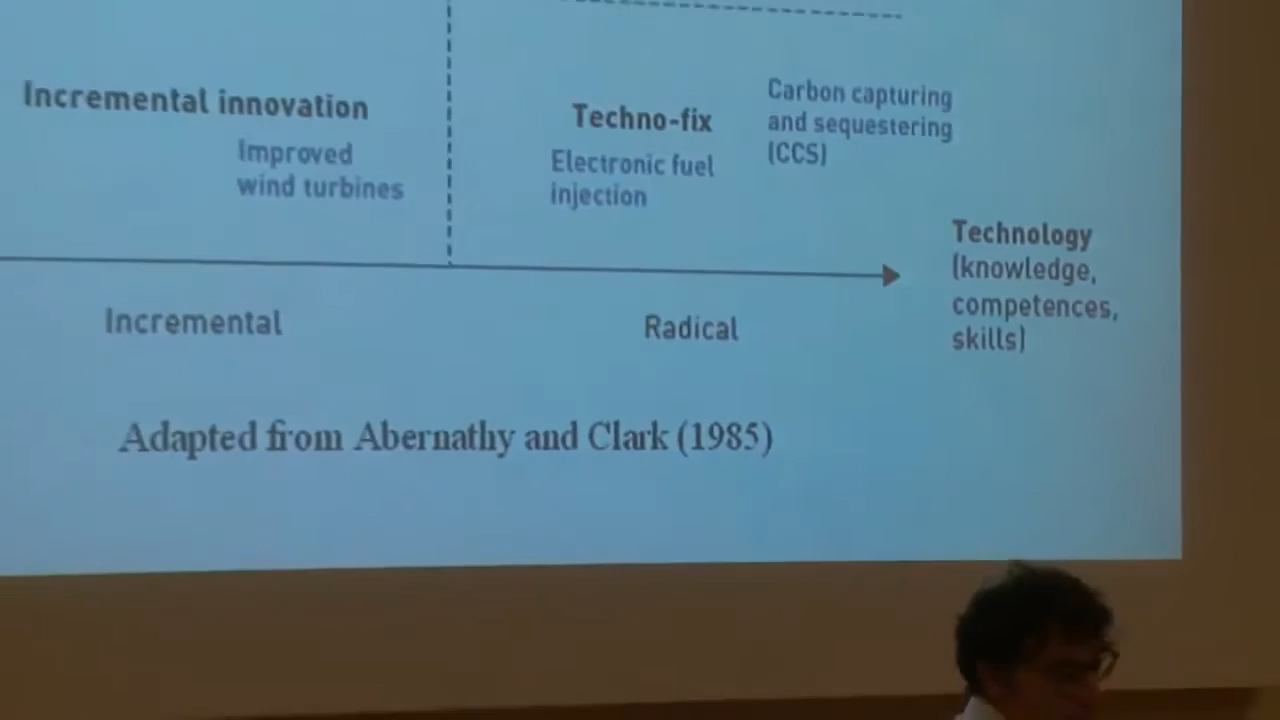 Incremental innovation
Improved
wind turbines
Techno-fix
Electronic fuel
injection
Carbon capturing
and sequestering
(CCS)
Technology
(knowledge,
competences,
skills)
Incremental
Radical
Adapted from Abernathy and Clark (1985)